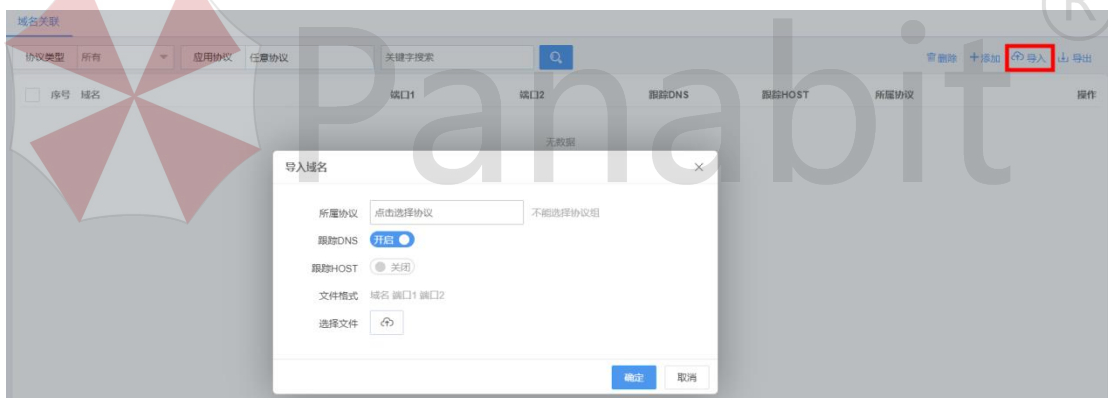 域名关联
协议类型 所有 应用协议 任意协议 关键字搜索 删除 添加 导入 导出
序号 域名 端口1 端口2 跟踪DNS 跟踪HOST 所属协议 操作
无数据
导入域名
所属协议 点击选择协议 不能选择协议组
跟踪DNS 开启
跟踪HOST 关闭
文件格式 域名 端口1 端口2
选择文件
确定 取消
Panabit®